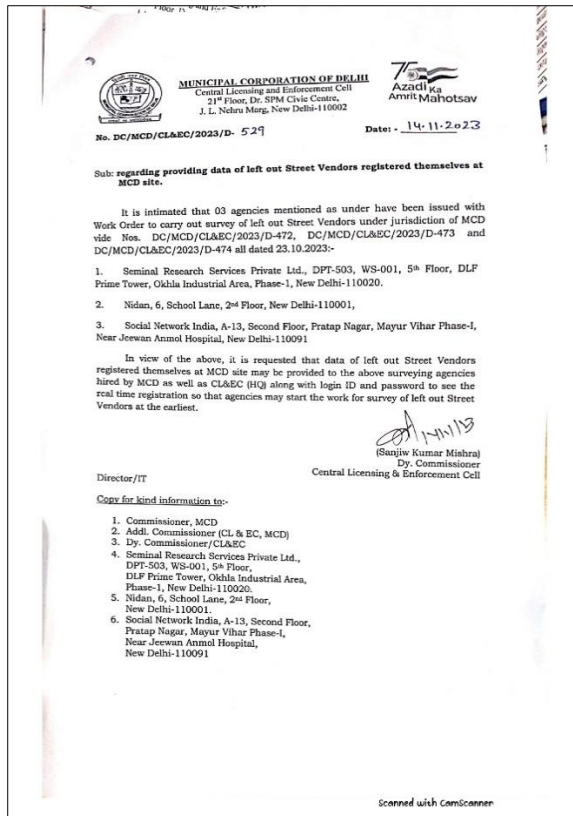 MUNICIPAL CORPORATION OF DELHI
Central Licensing and Enforcement Cell
21st Floor, Dr. SPM Civic Centre,
J. L. Nehru Marg, New Delhi-110002
75
Azadi Ka
Amrit Mahotsav
No. DC/MCD/CL&EC/2023/D- 529
Date: - 14.11.2023
Sub: regarding providing data of left out Street Vendors registered themselves at
MCD site.
It is intimated that 03 agencies mentioned as under have been issued with
Work Order to carry out survey of left out Street Vendors under jurisdiction of MCD
vide Nos. DC/MCD/CL&EC/2023/D-472, DC/MCD/CL&EC/2023/D-473 and
DC/MCD/CL&EC/2023/D-474 all dated 23.10.2023:-
1. Seminal Research Services Private Ltd., DPT-503, WS-001, 5th Floor, DLF
Prime Tower, Okhla Industrial Area, Phase-1, New Delhi-110020.
2. Nidan, 6, School Lane, 2nd Floor, New Delhi-110001,
3. Social Network India, A-13, Second Floor, Pratap Nagar, Mayur Vihar Phase-I,
Near Jeewan Anmol Hospital, New Delhi-110091
In view of the above, it is requested that data of left out Street Vendors
registered themselves at MCD site may be provided to the above surveying agencies
hired by MCD as well as CL&EC (HQ) along with login ID and password to see the
real time registration so that agencies may start the work for survey of left out Street
Vendors at the earliest.
14/11/23
(Sanjiw Kumar Mishra)
Dy. Commissioner
Central Licensing & Enforcement Cell
Director/IT
Copy for kind information to:-
1. Commissioner, MCD
2. Addl. Commissioner (CL & EC, MCD)
3. Dy. Commissioner/CL&EC
4. Seminal Research Services Private Ltd.,
DPT-503, WS-001, 5th Floor,
DLF Prime Tower, Okhla Industrial Area,
Phase-1, New Delhi-110020.
5. Nidan, 6, School Lane, 2nd Floor,
New Delhi-110001.
6. Social Network India, A-13, Second Floor,
Pratap Nagar, Mayur Vihar Phase-I,
Near Jeewan Anmol Hospital,
New Delhi-110091
Scanned with CamScanner